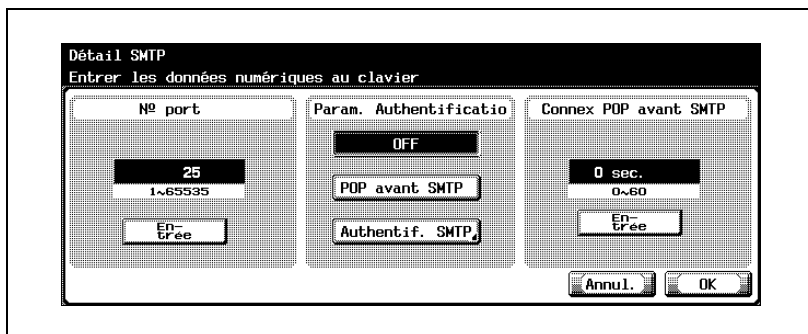 Détail SMTP
Entrer les données numériques au clavier
Nº port
25
1~65535
En-
trée
Param. Authentificatio
OFF
POP avant SMTP
Authentif. SMTP
Connex POP avant SMTP
0 sec.
0~60
En-
trée
Annul.
OK